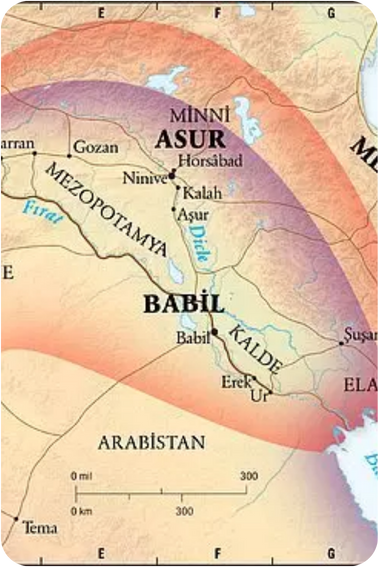 E F G
MİNNİ
ASUR
Horsâbad
arran
Gozan
Ninive
Kalah
Aşur
MEZOPOTAMYA
Fırat
Dicle
E
BABİL
Babil
KALDE
Şuşan
ELA
Erek
Ur
ARABİSTAN
0 mil 300
0 km 300
Tema
E F G